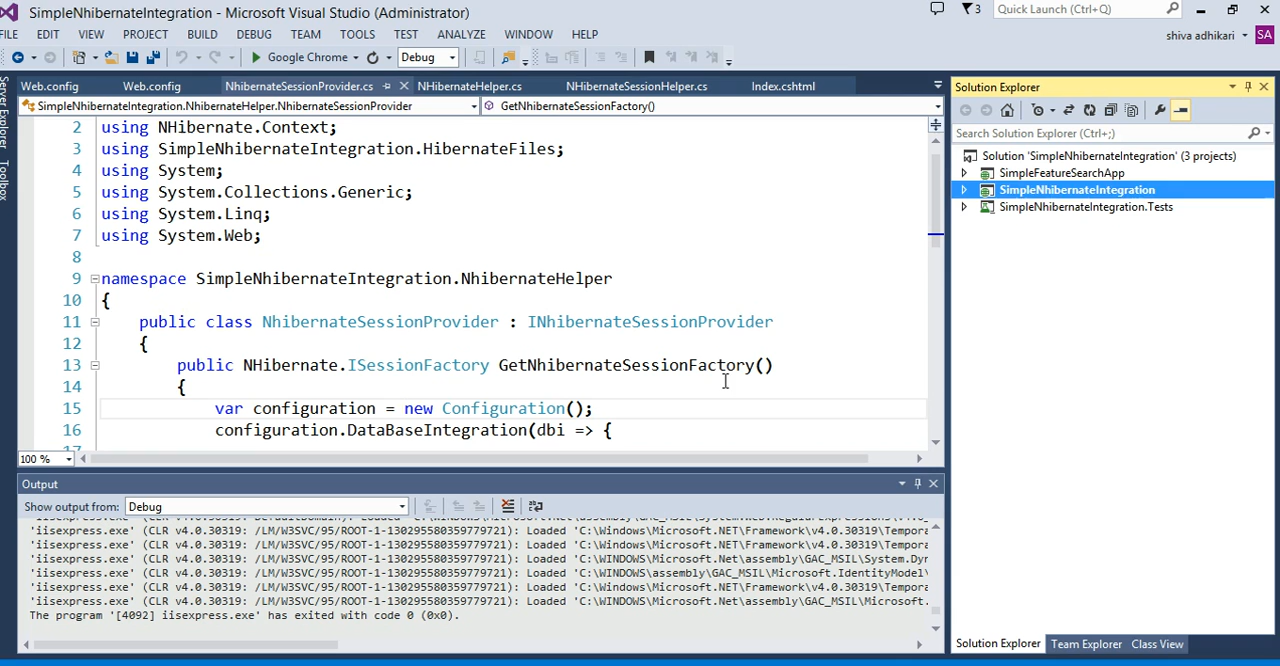 SimpleNhibernateIntegration - Microsoft Visual Studio (Administrator)
3
Quick Launch (Ctrl+Q)
FILE EDIT VIEW PROJECT BUILD DEBUG TEAM TOOLS TEST ANALYZE WINDOW HELP
shiva adhikari
SA
Google Chrome
Debug
Server Explorer
Toolbox
Web.config Web.config NhibernateSessionProvider.cs NHibernateHelper.cs NHibernateSessionHelper.cs Index.cshtml
SimpleNhibernateIntegration.NhibernateHelper.NhibernateSessionProvider
GetNhibernateSessionFactory()
2 using NHibernate.Context;
3 using SimpleNhibernateIntegration.HibernateFiles;
4 using System;
5 using System.Collections.Generic;
6 using System.Linq;
7 using System.Web;
8
9 namespace SimpleNhibernateIntegration.NhibernateHelper
10 {
11 public class NhibernateSessionProvider : INhibernateSessionProvider
12 {
13 public NHibernate.ISessionFactory GetNhibernateSessionFactory()
14 {
15 var configuration = new Configuration();
16 configuration.DataBaseIntegration(dbi => {
100 %
Output
Show output from: Debug
'iisexpress.exe' (CLR v4.0.30319: /LM/W3SVC/95/ROOT-1-130295580359779721): Loaded 'C:\Windows\Microsoft.NET\Framework\v4.0.30319\Tempora
'iisexpress.exe' (CLR v4.0.30319: /LM/W3SVC/95/ROOT-1-130295580359779721): Loaded 'C:\Windows\Microsoft.NET\Framework\v4.0.30319\Tempora
'iisexpress.exe' (CLR v4.0.30319: /LM/W3SVC/95/ROOT-1-130295580359779721): Loaded 'C:\WINDOWS\Microsoft.Net\assembly\GAC_MSIL\System.Dyn
'iisexpress.exe' (CLR v4.0.30319: /LM/W3SVC/95/ROOT-1-130295580359779721): Loaded 'C:\WINDOWS\assembly\GAC_MSIL\Microsoft.IdentityModel\
'iisexpress.exe' (CLR v4.0.30319: /LM/W3SVC/95/ROOT-1-130295580359779721): Loaded 'C:\Windows\Microsoft.NET\Framework\v4.0.30319\Tempora
'iisexpress.exe' (CLR v4.0.30319: /LM/W3SVC/95/ROOT-1-130295580359779721): Loaded 'C:\WINDOWS\Microsoft.Net\assembly\GAC_MSIL\Microsoft.
The program '[4092] iisexpress.exe' has exited with code 0 (0x0).
Solution Explorer
Search Solution Explorer (Ctrl+;)
Solution 'SimpleNhibernateIntegration' (3 projects)
SimpleFeatureSearchApp
SimpleNhibernateIntegration
SimpleNhibernateIntegration.Tests
Solution Explorer Team Explorer Class View